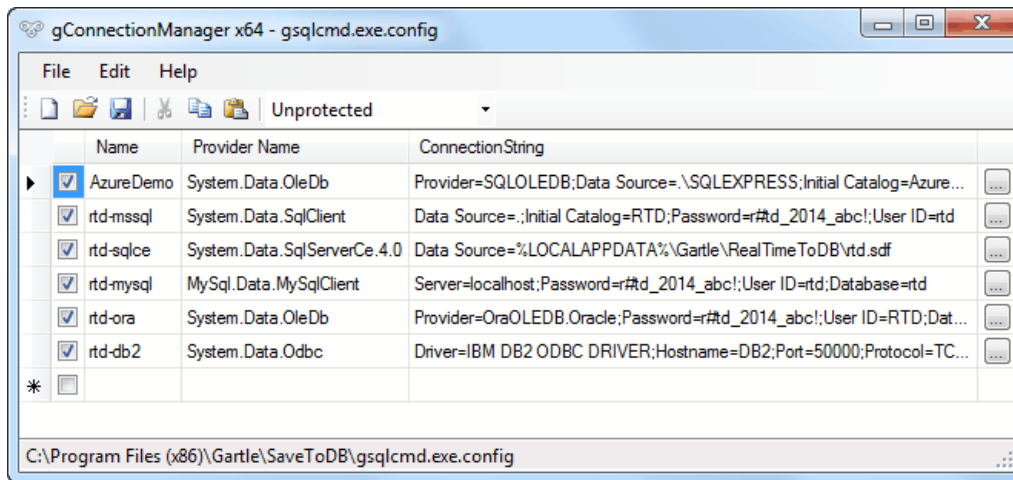 gConnectionManager x64 - gsqlcmd.exe.config
File Edit Help
Unprotected
Name Provider Name ConnectionString
AzureDemo System.Data.OleDb Provider=SQLOLEDB;Data Source=.\SQLEXPRESS;Initial Catalog=Azure... ...
rtd-mssql System.Data.SqlClient Data Source=.;Initial Catalog=RTD;Password=r#td_2014_abc!;User ID=rtd ...
rtd-sqlce System.Data.SqlServerCe.4.0 Data Source=%LOCALAPPDATA%\Gartle\RealTimeToDB\rtd.sdf ...
rtd-mysql MySql.Data.MySqlClient Server=localhost;Password=r#td_2014_abc!;User ID=rtd;Database=rtd ...
rtd-ora System.Data.OleDb Provider=OraOLEDB.Oracle;Password=r#td_2014_abc!;User ID=RTD;Dat... ...
rtd-db2 System.Data.Odbc Driver=IBM DB2 ODBC DRIVER;Hostname=DB2;Port=50000;Protocol=TC... ...
C:\Program Files (x86)\Gartle\SaveToDB\gsqlcmd.exe.config